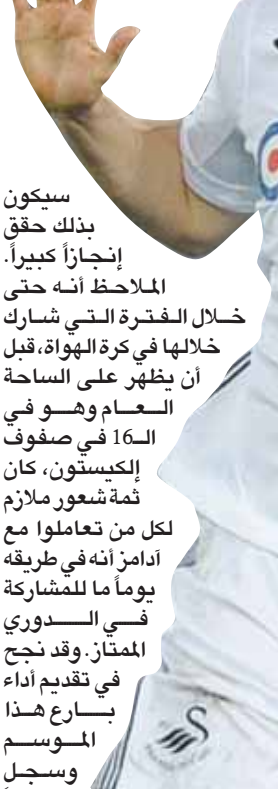 سيكون
بذلك حقق
إنجازاً كبيراً.
الملاحظ أنه حتى
خلال الفترة التي شارك
خلالها في كرة الهواة، قبل
أن يظهر على الساحة
العام وهو في
الـ16 في صفوف
إلكيستون، كان
ثمة شعور ملازم
لكل من تعاملوا مع
آدامز أنه في طريقه
يوماً ما للمشاركة
في الدوري
الممتاز. وقد نجح
في تقديم أداء
بارع هذا
الموسم
وسجل